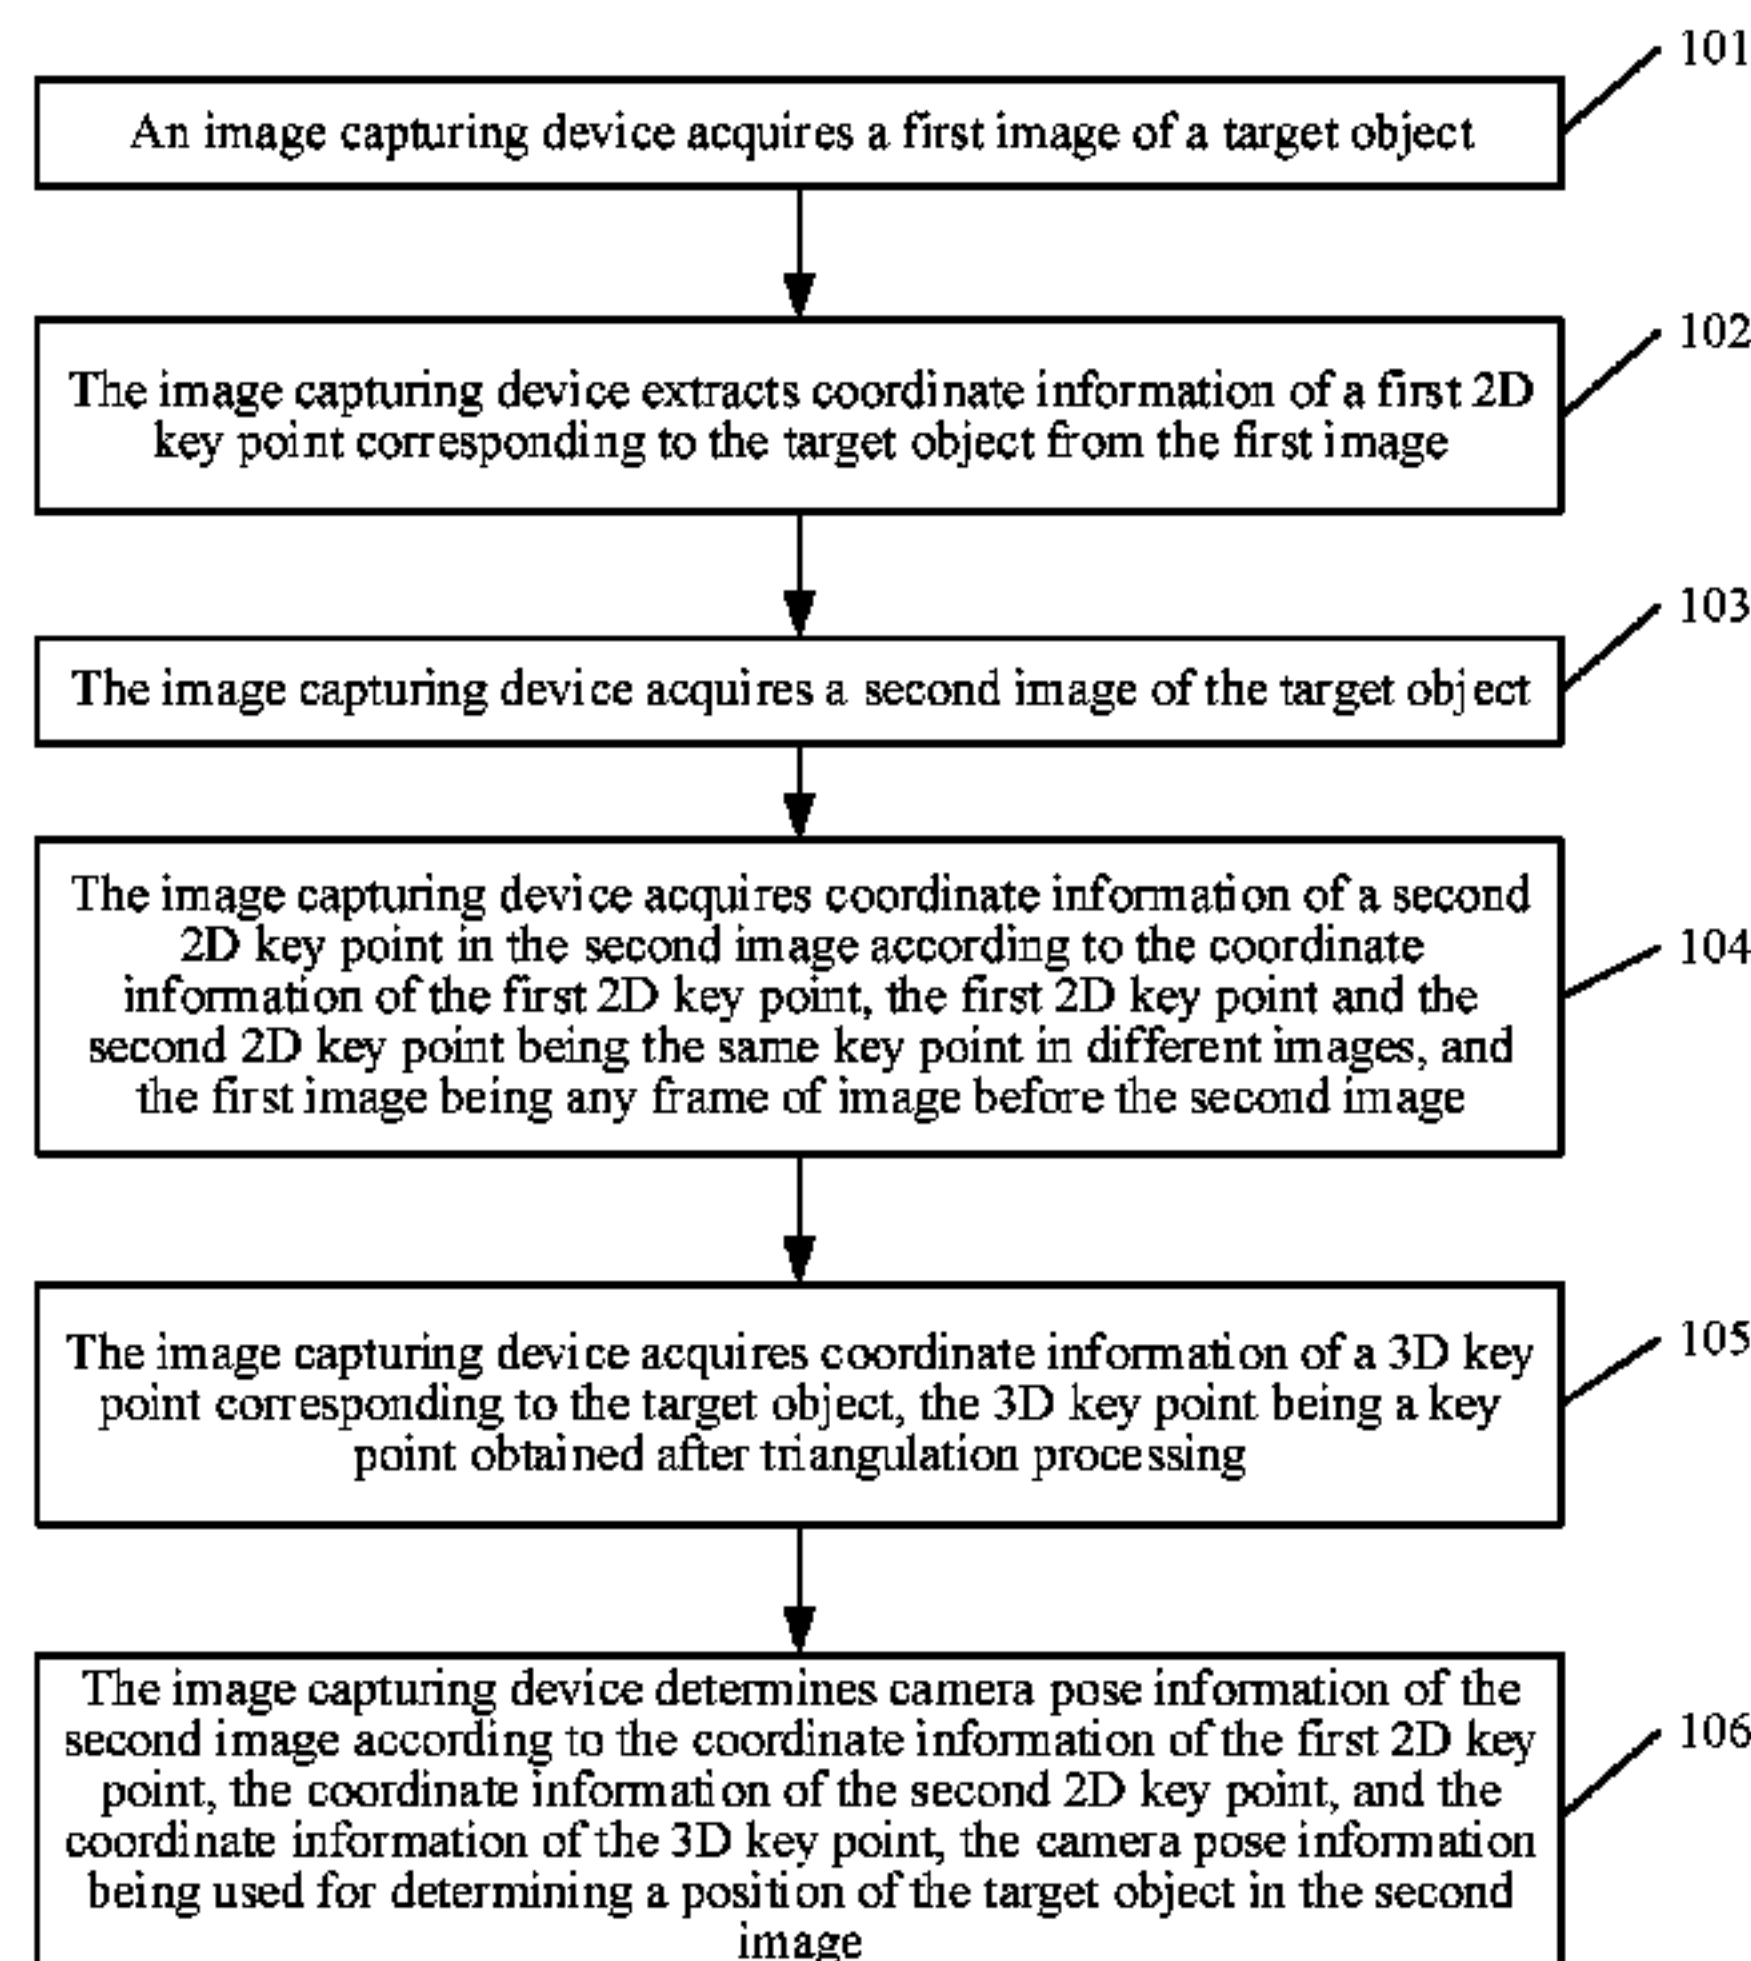 101
An image capturing device acquires a first image of a target object
102
The image capturing device extracts coordinate information of a first 2D
key point corresponding to the target object from the first image
103
The image capturing device acquires a second image of the target object
The image capturing device acquires coordinate information of a second
2D key point in the second image according to the coordinate
104
information of the first 2D key point, the first 2D key point and the
second 2D key point being the same key point in different images, and
the first image being any frame of image before the second image
105
The image capturing device acquires coordinate information of a 3D key
point corresponding to the target object, the 3D key point being a key
point obtained after triangulation processing
The image capturing device determines camera pose information of the
106
second image according to the coordinate information of the first 2D key
point, the coordinate information of the second 2D key point, and the
coordinate information of the 3D key point, the camera pose information
being used for determining a position of the target object in the second
image